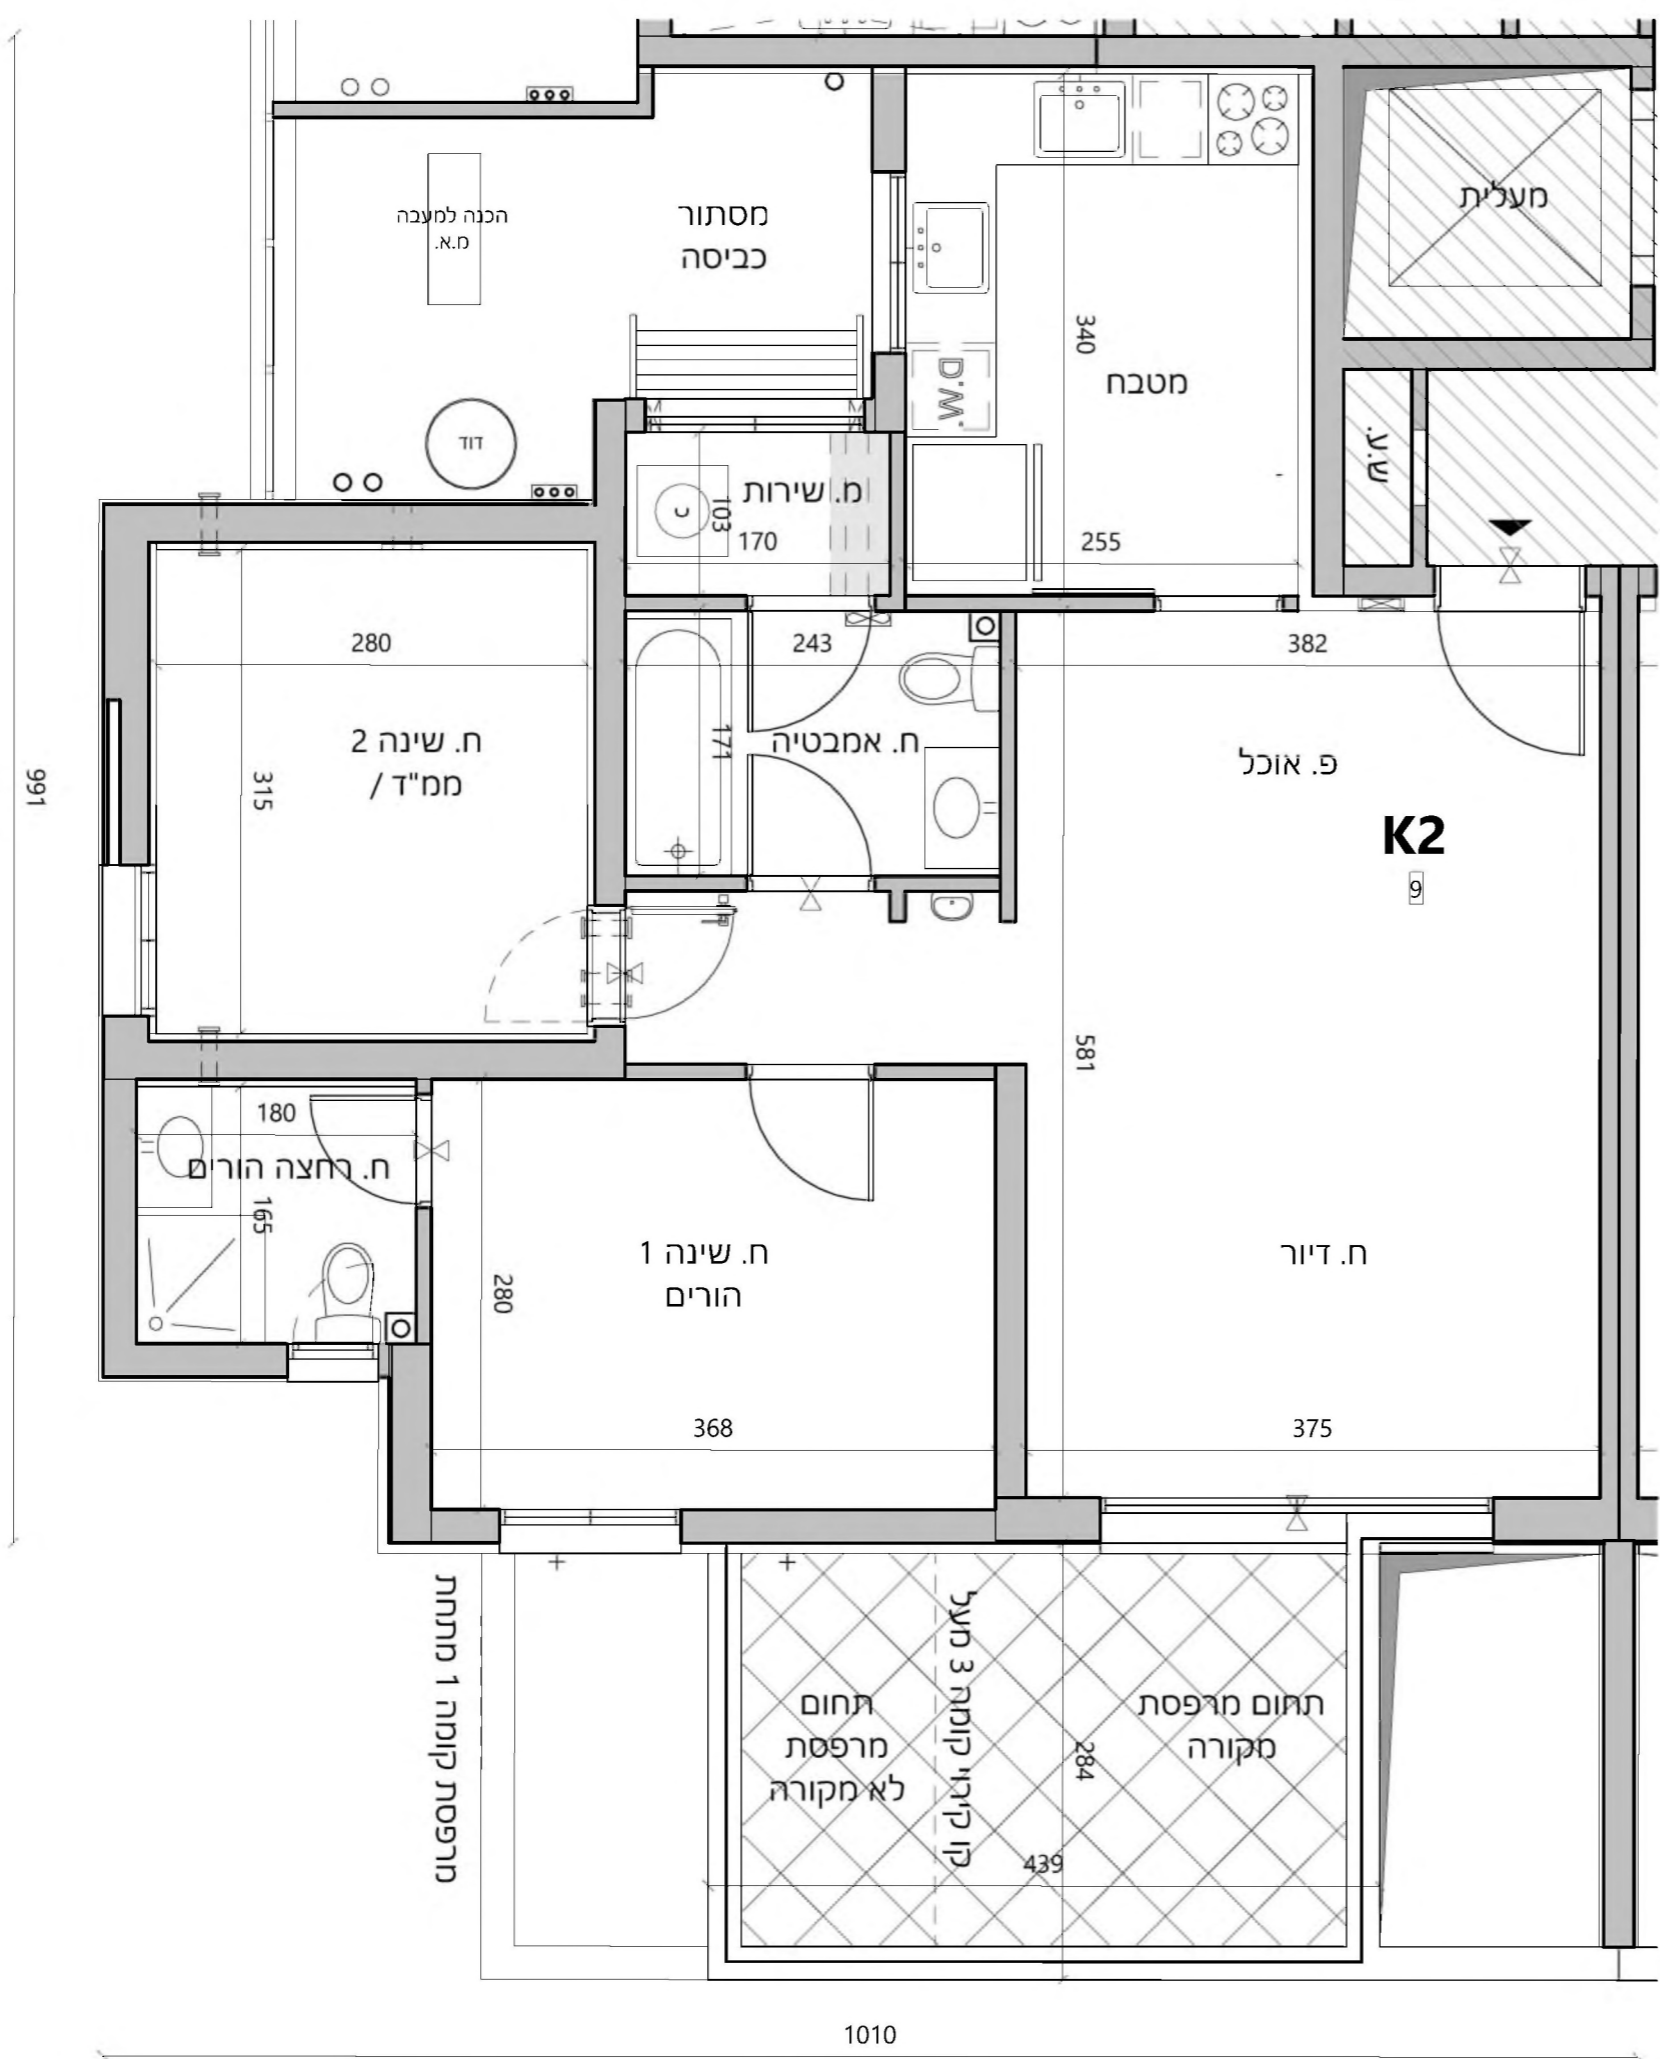 מעלית
הכנה למעבה
מ.א.
מסתור
כביסה
340
מטבח
D.W.
דוד
ש.ע.
מ. שירות
כ
103
170
255
280
243
382
ח. שינה 2
ממ"ד /
315
171
ח. אמבטיה
פ. אוכל
K2
9
991
581
180
ח. רחצה הורים
165
ח. שינה 1
הורים
280
ח. דיור
368
375
מרפסת קומה 1 מתחת
קו קירוי קומה 3 מעל
תחום מרפסת
מקורה
תחום
מרפסת
לא מקורה
284
439
1010